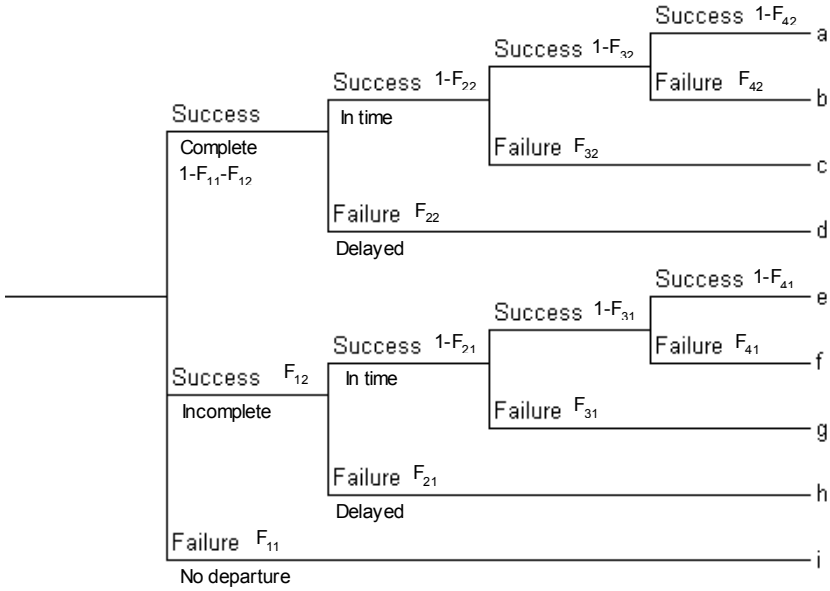 Success 1-F₄₂
a
Success 1-F₃₂
Failure F₄₂
b
Success 1-F₂₂
In time
Failure F₃₂
c
Success
Complete
1-F₁₁-F₁₂
Failure F₂₂
d
Delayed
Success 1-F₄₁
e
Success 1-F₃₁
Failure F₄₁
f
Success 1-F₂₁
In time
Failure F₃₁
g
Success F₁₂
Incomplete
Failure F₂₁
h
Delayed
Failure F₁₁
i
No departure